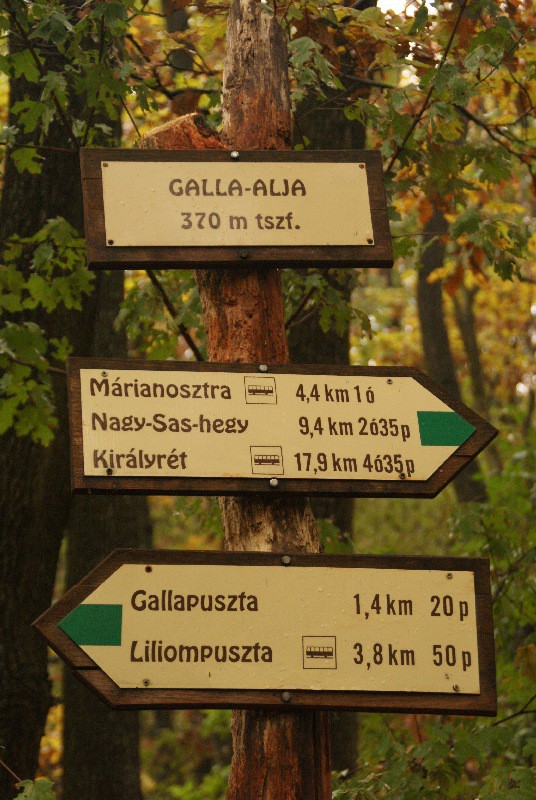 GALLA-ALJA
370 m tszf.
Márianosztra 4,4 km 1 ó
Nagy-Sas-hegy 9,4 km 2ó35p
Királyrét 17,9 km 4ó35p
Gallapuszta 1,4 km 20 p
Liliompuszta 3,8 km 50 p